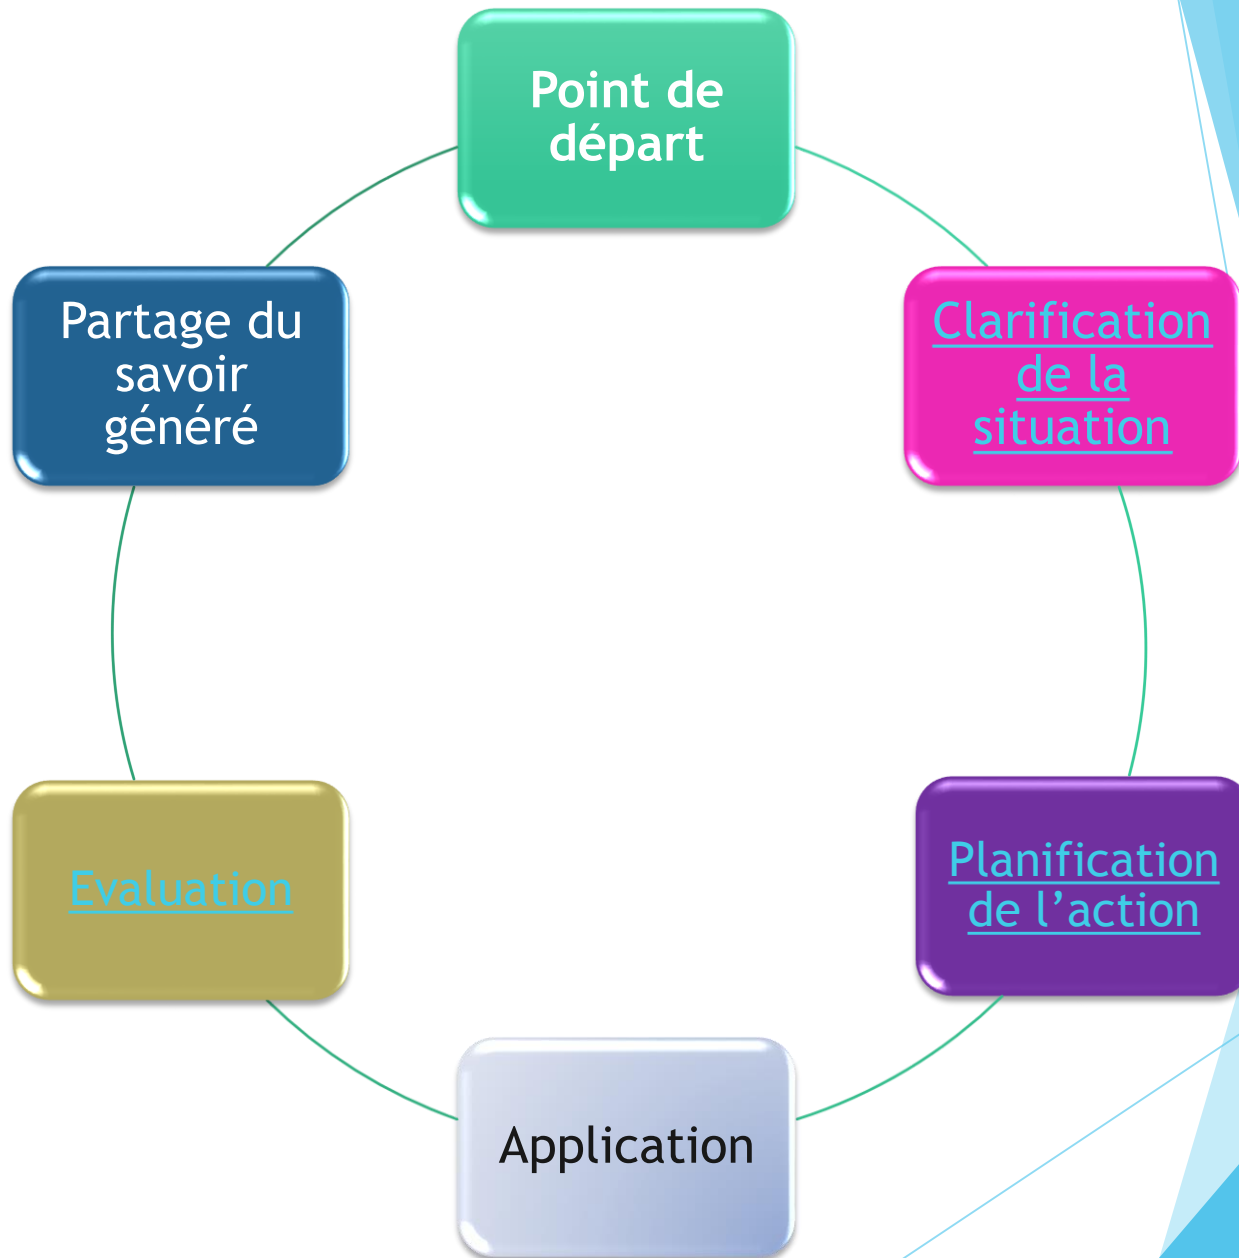 Point de
départ
Clarification
de la
situation
Planification
de l’action
Application
Evaluation
Partage du
savoir
généré